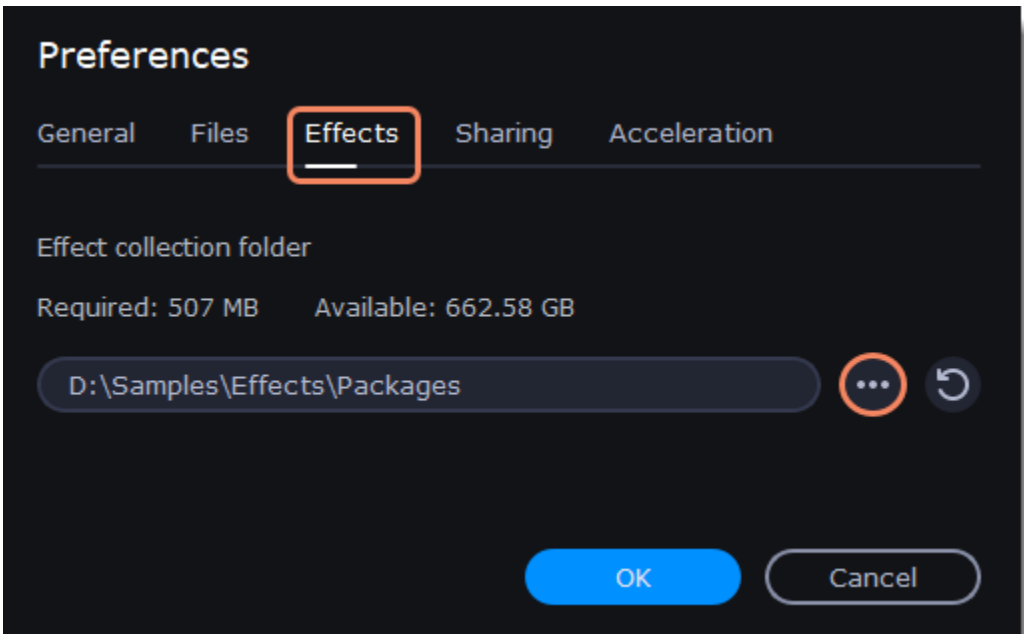 Preferences
General Files Effects Sharing Acceleration
Effect collection folder
Required: 507 MB Available: 662.58 GB
D:\Samples\Effects\Packages
OK Cancel